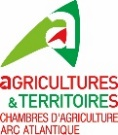 aGRICULTURES
& TERRITOIRES
CHAMBRES D'AGRICULTURE
ARC ATLANTIQUE